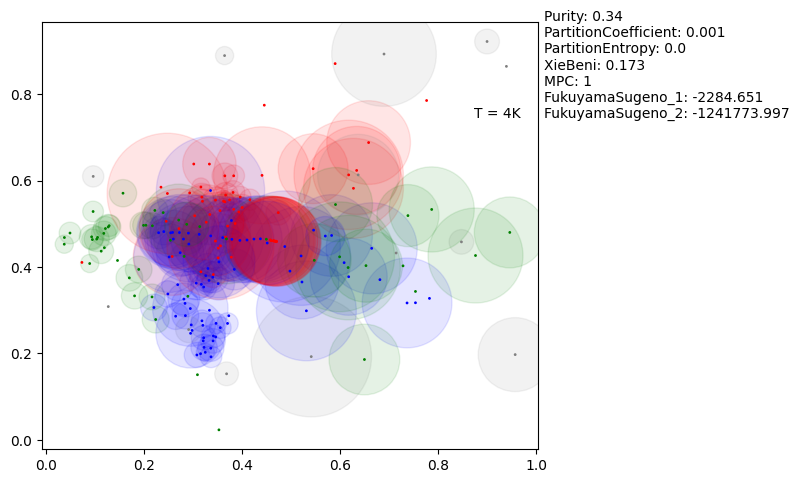 Purity: 0.34
PartitionCoefficient: 0.001
PartitionEntropy: 0.0
XieBeni: 0.173
MPC: 1
FukuyamaSugeno_1: -2284.651
FukuyamaSugeno_2: -1241773.997
T = 4K
0.8
0.6
0.4
0.2
0.0
0.0 0.2 0.4 0.6 0.8 1.0